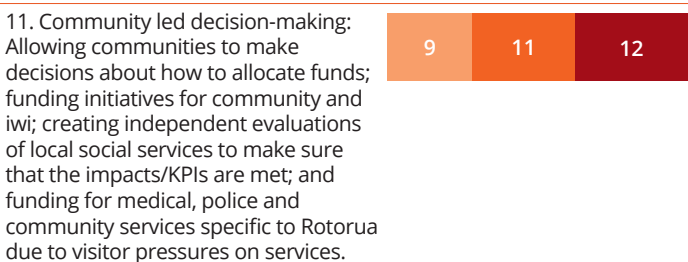 11. Community led decision-making:
Allowing communities to make
decisions about how to allocate funds;
funding initiatives for community and
iwi; creating independent evaluations
of local social services to make sure
that the impacts/KPIs are met; and
funding for medical, police and
community services specific to Rotorua
due to visitor pressures on services.
9 11 12